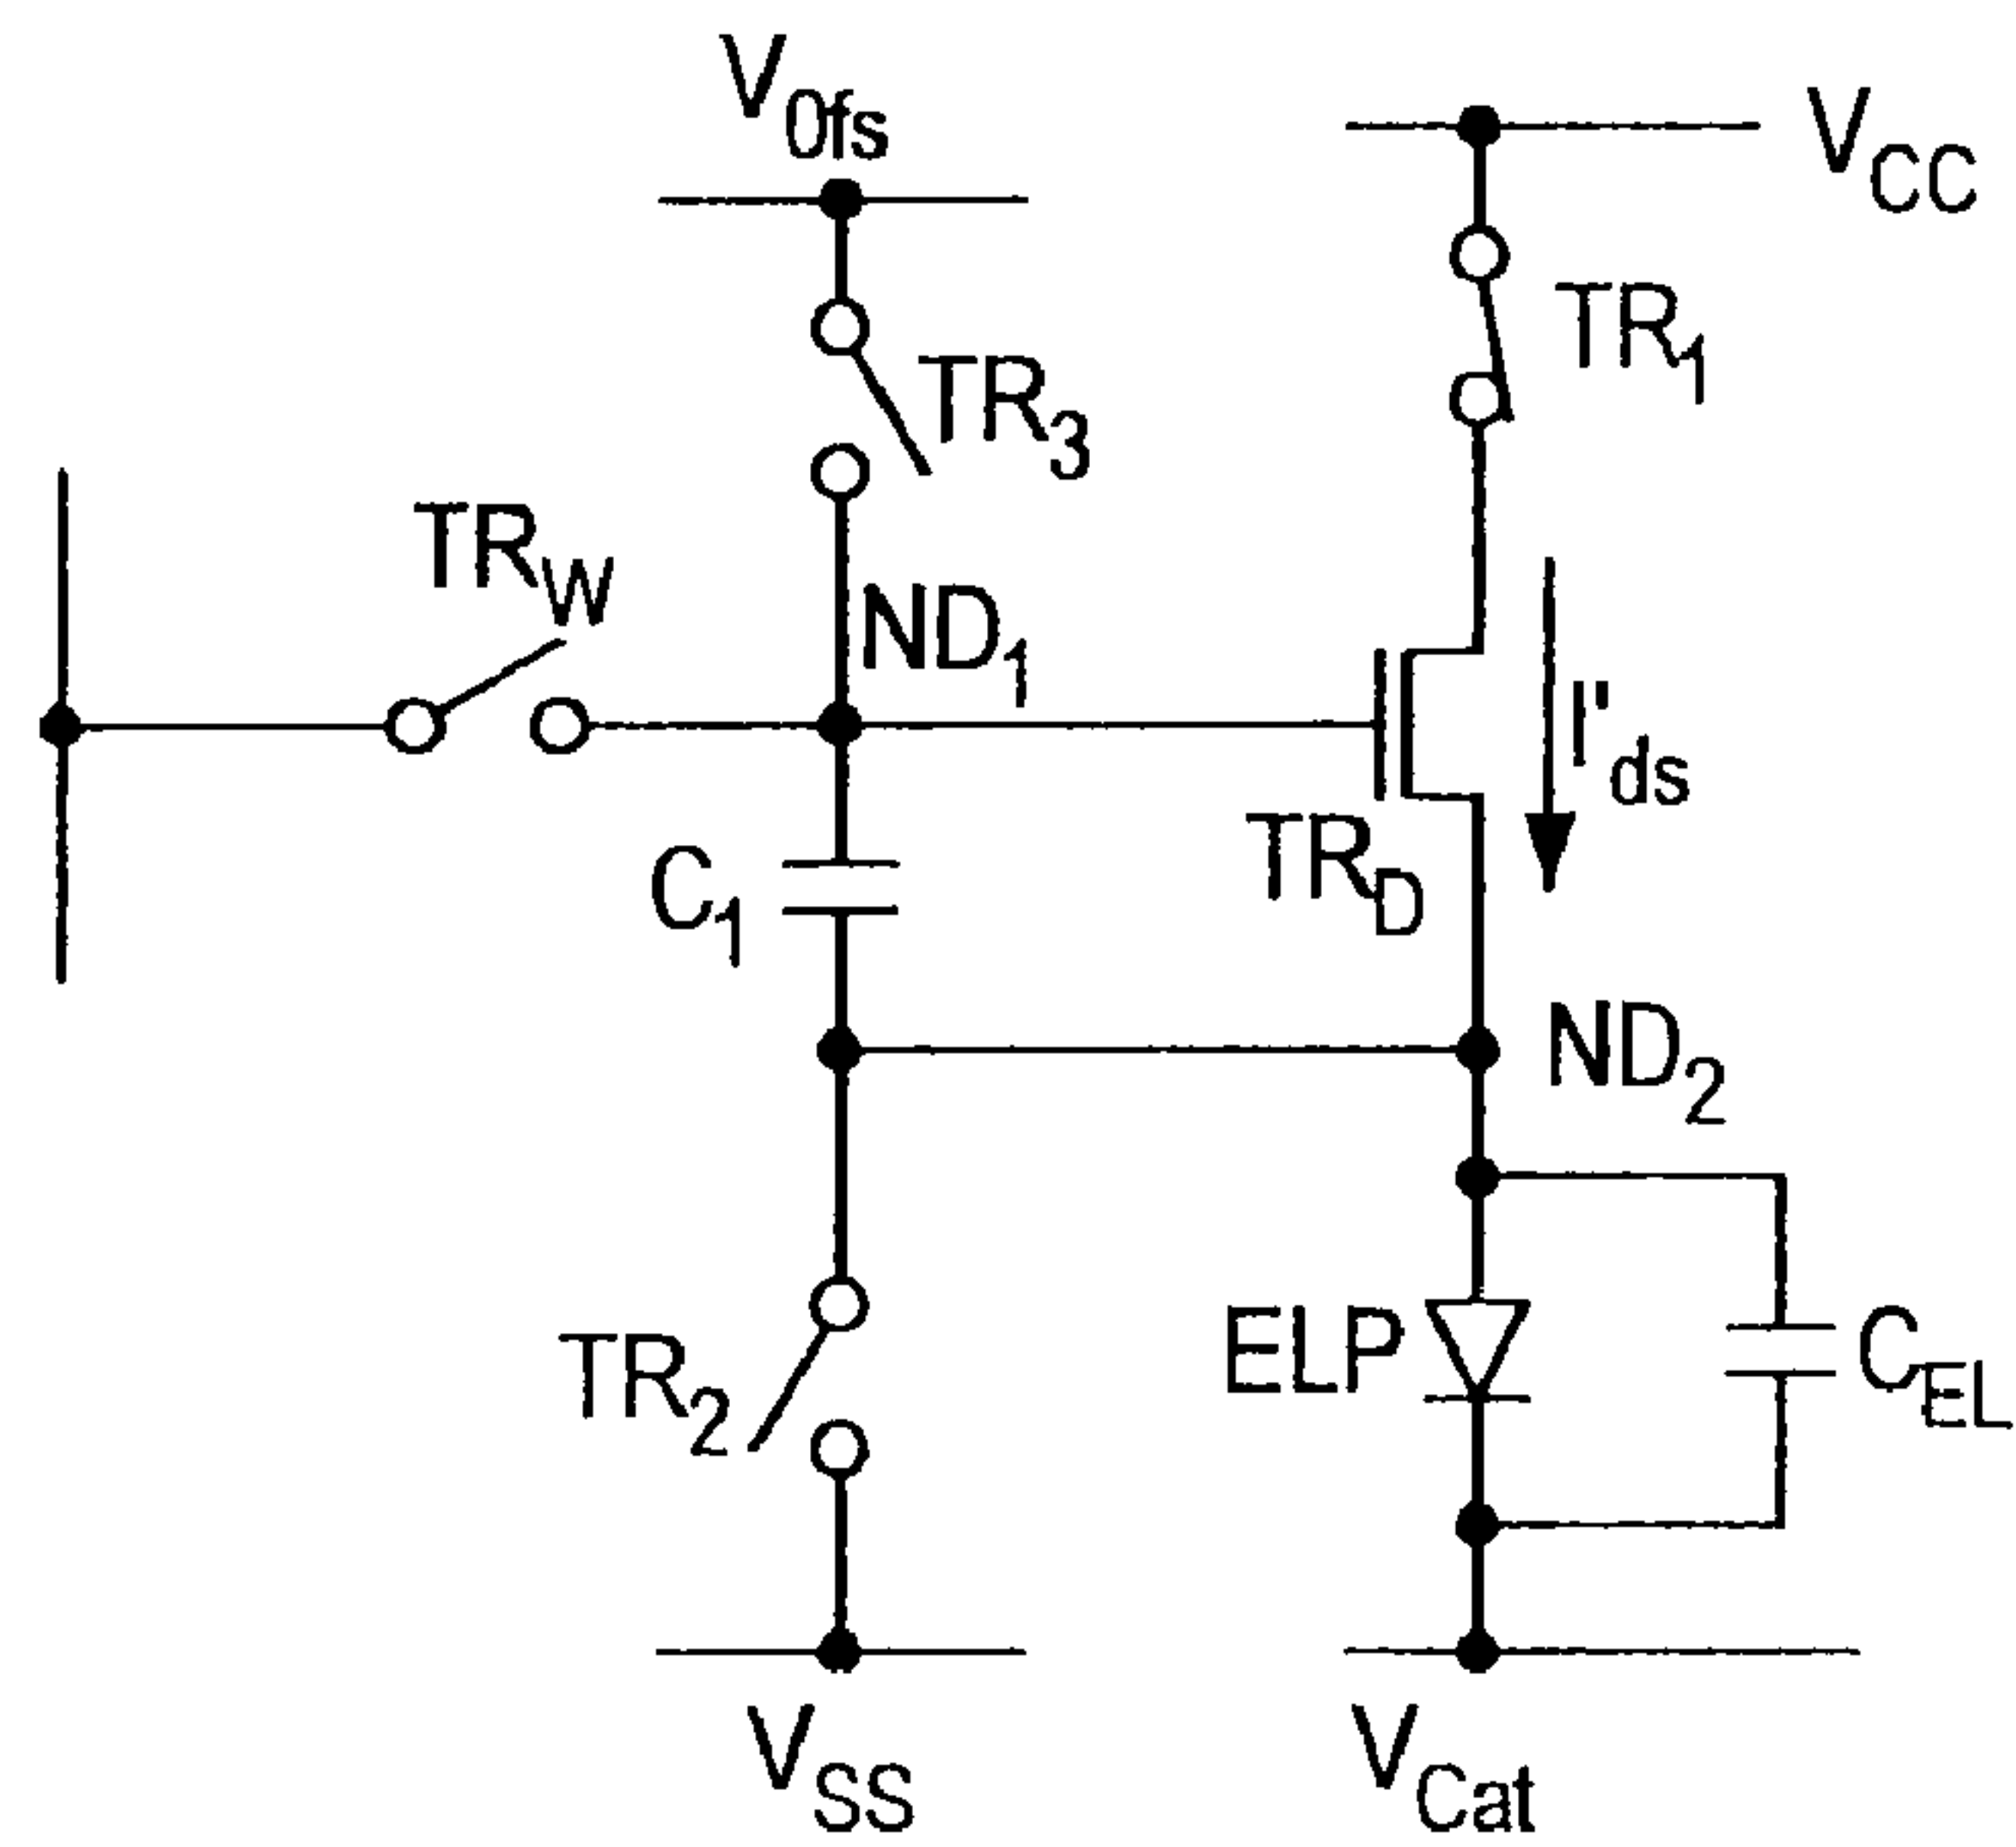 V0fs
VCC
TR1
TR3
TRW
ND1
I'ds
C1
TRD
ND2
ELP
CEL
TR2
VSS
VCat